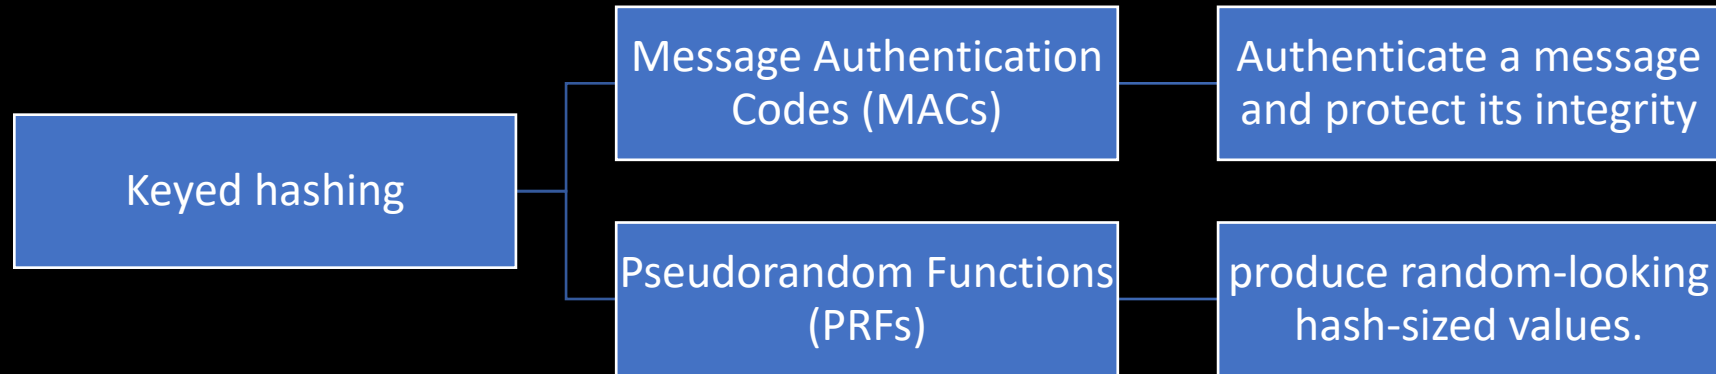 Keyed hashing
Message Authentication
Codes (MACs)
Authenticate a message
and protect its integrity
Pseudorandom Functions
(PRFs)
produce random-looking
hash-sized values.